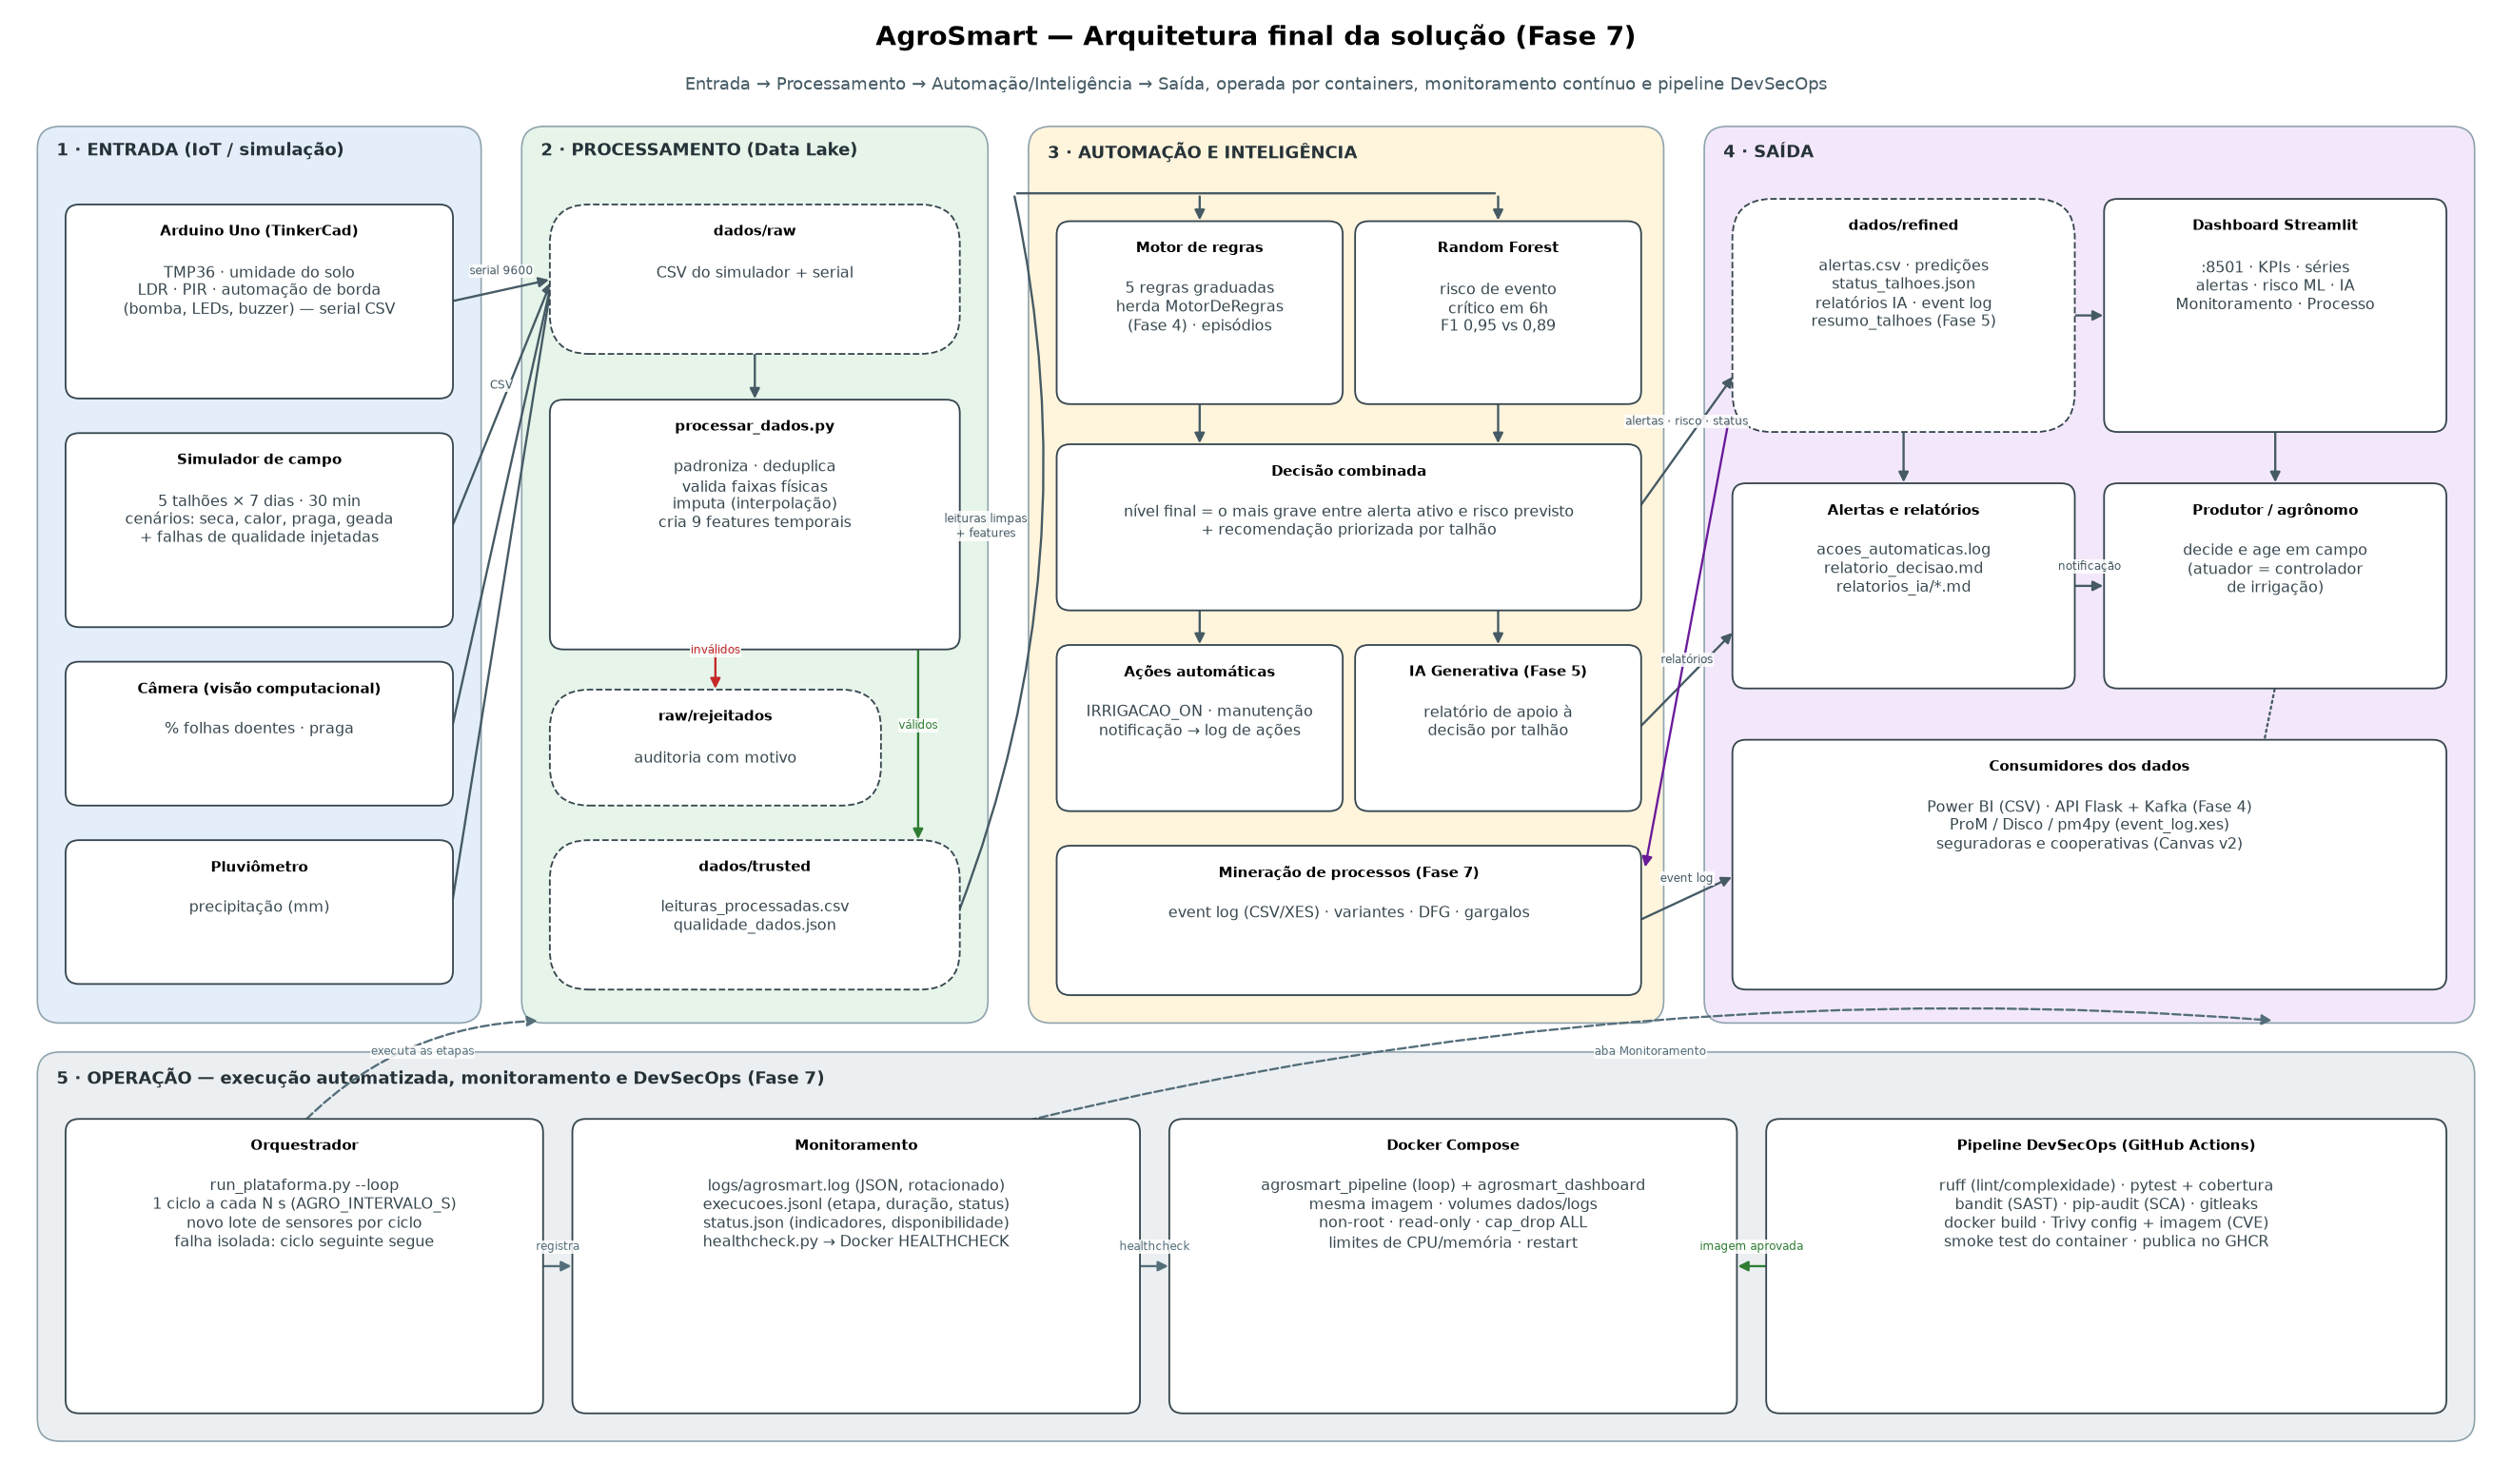 AgroSmart — Arquitetura final da solução (Fase 7)
Entrada → Processamento → Automação/Inteligência → Saída, operada por containers, monitoramento contínuo e pipeline DevSecOps
1 · ENTRADA (IoT / simulação)
Arduino Uno (TinkerCad)
TMP36 · umidade do solo
LDR · PIR · automação de borda
(bomba, LEDs, buzzer) — serial CSV
Simulador de campo
5 talhões × 7 dias · 30 min
cenários: seca, calor, praga, geada
+ falhas de qualidade injetadas
Câmera (visão computacional)
% folhas doentes · praga
Pluviômetro
precipitação (mm)
serial 9600
CSV
2 · PROCESSAMENTO (Data Lake)
dados/raw
CSV do simulador + serial
processar_dados.py
padroniza · deduplica
valida faixas físicas
imputa (interpolação)
cria 9 features temporais
inválidos
raw/rejeitados
auditoria com motivo
válidos
dados/trusted
leituras_processadas.csv
qualidade_dados.json
leituras limpas
+ features
3 · AUTOMAÇÃO E INTELIGÊNCIA
Motor de regras
5 regras graduadas
herda MotorDeRegras
(Fase 4) · episódios
Random Forest
risco de evento
crítico em 6h
F1 0,95 vs 0,89
Decisão combinada
nível final = o mais grave entre alerta ativo e risco previsto
+ recomendação priorizada por talhão
Ações automáticas
IRRIGACAO_ON · manutenção
notificação → log de ações
IA Generativa (Fase 5)
relatório de apoio à
decisão por talhão
Mineração de processos (Fase 7)
event log (CSV/XES) · variantes · DFG · gargalos
alertas · risco · status
relatórios
event log
4 · SAÍDA
dados/refined
alertas.csv · predições
status_talhoes.json
relatórios IA · event log
resumo_talhoes (Fase 5)
Dashboard Streamlit
:8501 · KPIs · séries
alertas · risco ML · IA
Monitoramento · Processo
Alertas e relatórios
acoes_automaticas.log
relatorio_decisao.md
relatorios_ia/*.md
notificação
Produtor / agrônomo
decide e age em campo
(atuador = controlador
de irrigação)
Consumidores dos dados
Power BI (CSV) · API Flask + Kafka (Fase 4)
ProM / Disco / pm4py (event_log.xes)
seguradoras e cooperativas (Canvas v2)
executa as etapas
aba Monitoramento
5 · OPERAÇÃO — execução automatizada, monitoramento e DevSecOps (Fase 7)
Orquestrador
run_plataforma.py --loop
1 ciclo a cada N s (AGRO_INTERVALO_S)
novo lote de sensores por ciclo
falha isolada: ciclo seguinte segue
registra
Monitoramento
logs/agrosmart.log (JSON, rotacionado)
execucoes.jsonl (etapa, duração, status)
status.json (indicadores, disponibilidade)
healthcheck.py → Docker HEALTHCHECK
healthcheck
Docker Compose
agrosmart_pipeline (loop) + agrosmart_dashboard
mesma imagem · volumes dados/logs
non-root · read-only · cap_drop ALL
limites de CPU/memória · restart
imagem aprovada
Pipeline DevSecOps (GitHub Actions)
ruff (lint/complexidade) · pytest + cobertura
bandit (SAST) · pip-audit (SCA) · gitleaks
docker build · Trivy config + imagem (CVE)
smoke test do container · publica no GHCR